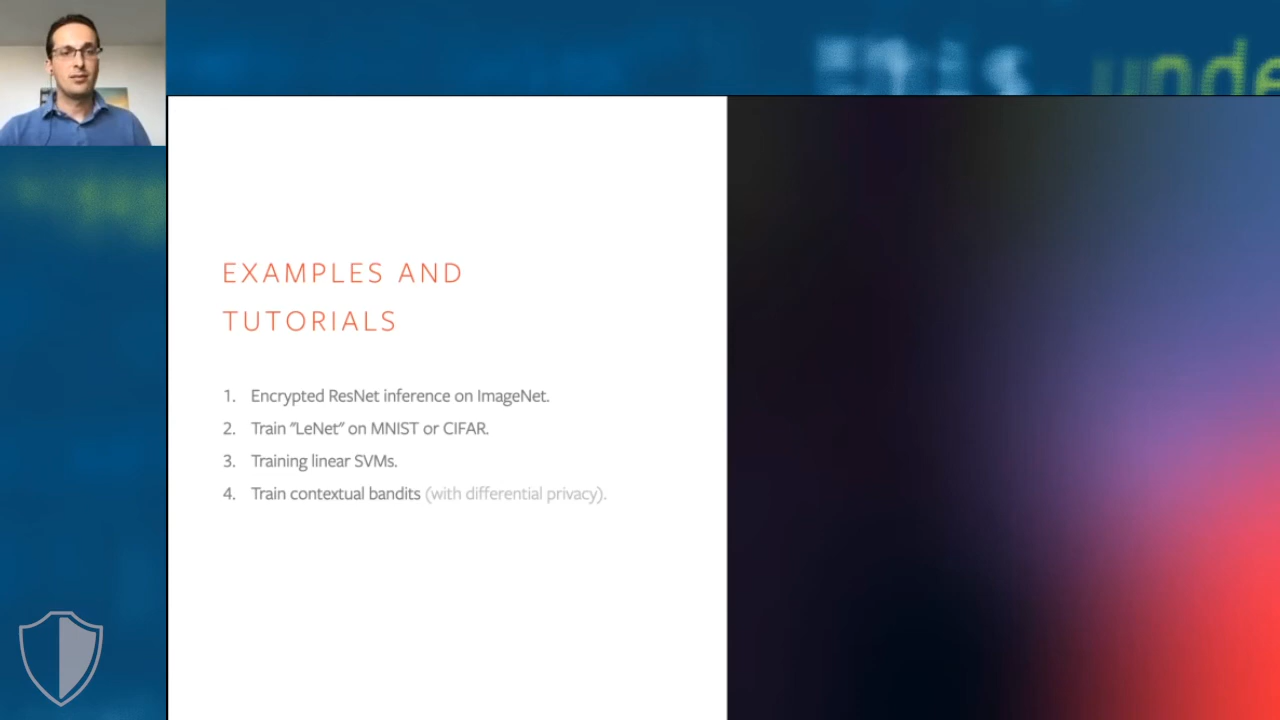 unde
EXAMPLES AND
TUTORIALS
1. Encrypted ResNet inference on ImageNet.
2. Train "LeNet" on MNIST or CIFAR.
3. Training linear SVMs.
4. Train contextual bandits (with differential privacy).